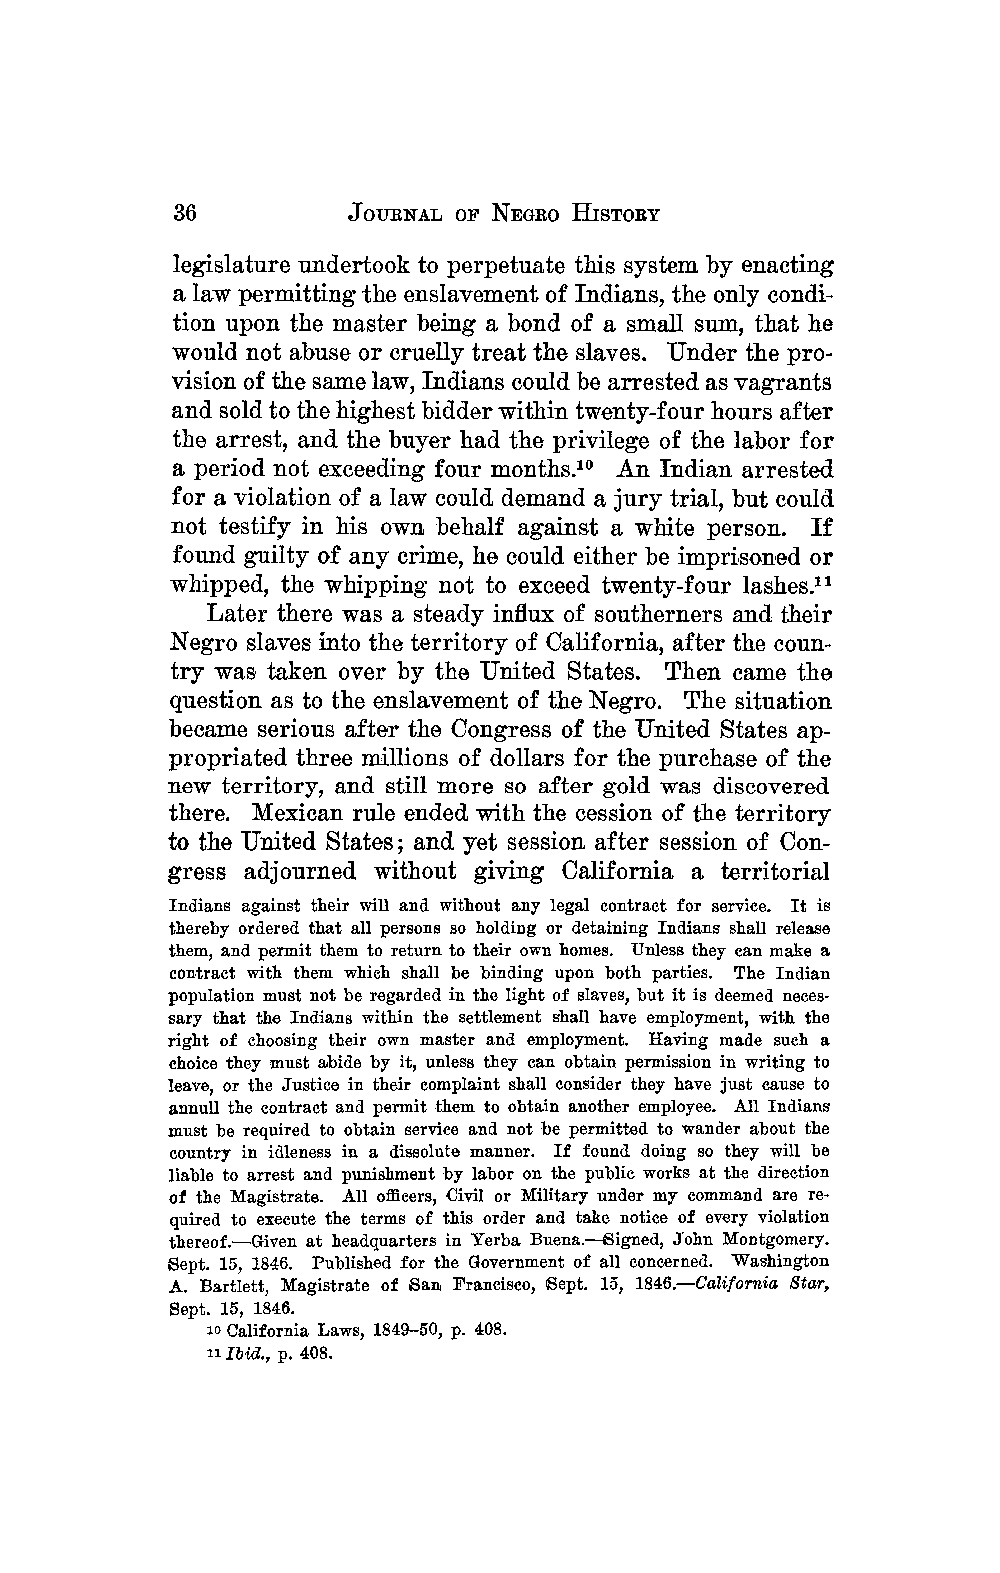 36 JOURNAL OF NEGRO HISTORY
legislature undertook to perpetuate this system by enacting
a law permitting the enslavement of Indians, the only condi-
tion upon the master being a bond of a small sum, that he
would not abuse or cruelly treat the slaves. Under the pro-
vision of the same law, Indians could be arrested as vagrants
and sold to the highest bidder within twenty-four hours after
the arrest, and the buyer had the privilege of the labor for
a period not exceeding four months.¹⁰ An Indian arrested
for a violation of a law could demand a jury trial, but could
not testify in his own behalf against a white person. If
found guilty of any crime, he could either be imprisoned or
whipped, the whipping not to exceed twenty-four lashes.¹¹
Later there was a steady influx of southerners and their
Negro slaves into the territory of California, after the coun-
try was taken over by the United States. Then came the
question as to the enslavement of the Negro. The situation
became serious after the Congress of the United States ap-
propriated three millions of dollars for the purchase of the
new territory, and still more so after gold was discovered
there. Mexican rule ended with the cession of the territory
to the United States; and yet session after session of Con-
gress adjourned without giving California a territorial
Indians against their will and without any legal contract for service. It is
thereby ordered that all persons so holding or detaining Indians shall release
them, and permit them to return to their own homes. Unless they can make a
contract with them which shall be binding upon both parties. The Indian
population must not be regarded in the light of slaves, but it is deemed neces-
sary that the Indians within the settlement shall have employment, with the
right of choosing their own master and employment. Having made such a
choice they must abide by it, unless they can obtain permission in writing to
leave, or the Justice in their complaint shall consider they have just cause to
annull the contract and permit them to obtain another employee. All Indians
must be required to obtain service and not be permitted to wander about the
country in idleness in a dissolute manner. If found doing so they will be
liable to arrest and punishment by labor on the public works at the direction
of the Magistrate. All officers, Civil or Military under my command are re-
quired to execute the terms of this order and take notice of every violation
thereof.—Given at headquarters in Yerba Buena.—Signed, John Montgomery.
Sept. 15, 1846. Published for the Government of all concerned. Washington
A. Bartlett, Magistrate of San Francisco, Sept. 15, 1846.—California Star,
Sept. 15, 1846.
¹⁰ California Laws, 1849–50, p. 408.
¹¹ Ibid., p. 408.